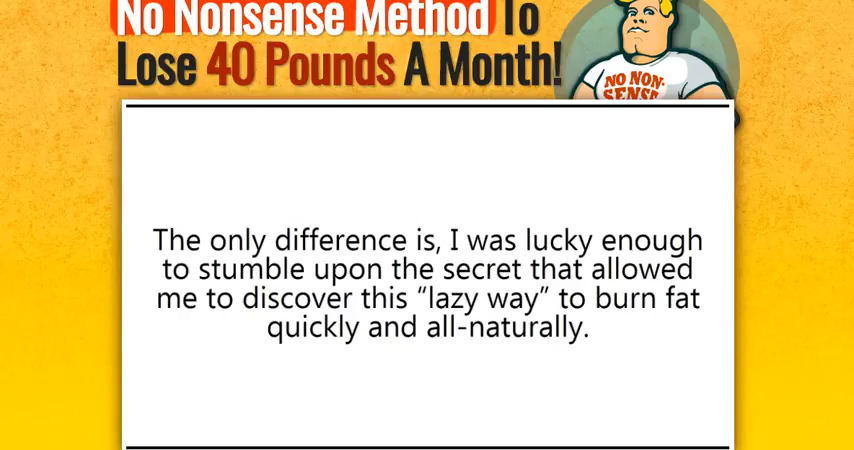 No Nonsense Method To
Lose 40 Pounds A Month!
NO NON-
SENSE
The only difference is, I was lucky enough
to stumble upon the secret that allowed
me to discover this “lazy way” to burn fat
quickly and all-naturally.